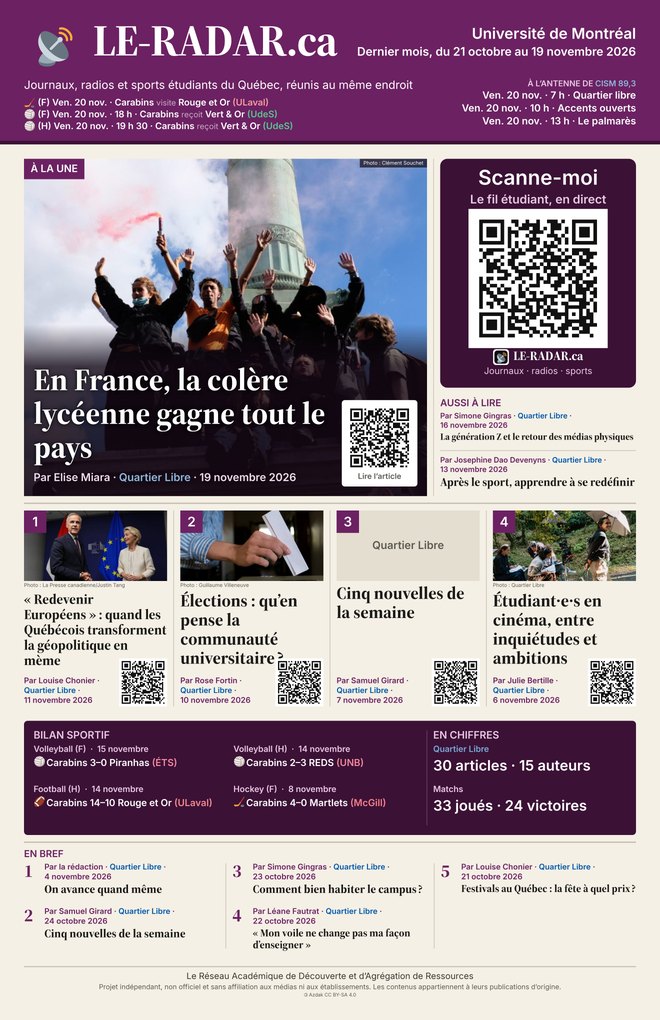 LE-RADAR.ca
Université de Montréal
Dernier mois, du 21 octobre au 19 novembre 2026
Journaux, radios et sports étudiants du Québec, réunis au même endroit
(F) Ven. 20 nov. · Carabins visite Rouge et Or (ULaval)
(F) Ven. 20 nov. · 18 h · Carabins reçoit Vert & Or (UdeS)
(H) Ven. 20 nov. · 19 h 30 · Carabins reçoit Vert & Or (UdeS)
À L'ANTENNE DE CISM 89,3
Ven. 20 nov. · 7 h · Quartier libre
Ven. 20 nov. · 10 h · Accents ouverts
Ven. 20 nov. · 13 h · Le palmarès
À LA UNE
Photo : Clément Souchet
En France, la colère
lycéenne gagne tout le
pays
Par Elise Miara · Quartier Libre · 19 novembre 2026
Lire l'article
Scanne-moi
Le fil étudiant, en direct
LE-RADAR.ca
Journaux · radios · sports
AUSSI À LIRE
Par Simone Gingras · Quartier Libre ·
16 novembre 2026
La génération Z et le retour des médias physiques
Par Josephine Dao Devenyns · Quartier Libre ·
13 novembre 2026
Après le sport, apprendre à se redéfinir
1
Photo : La Presse canadienne/Justin Tang
« Redevenir
Européens » : quand les
Québécois transforment
la géopolitique en
mème
Par Louise Chonier ·
Quartier Libre ·
11 novembre 2026
2
Photo : Guillaume Villeneuve
Élections : qu'en
pense la
communauté
universitaire ?
Par Rose Fortin ·
Quartier Libre ·
10 novembre 2026
3
Quartier Libre
Cinq nouvelles de
la semaine
Par Samuel Girard ·
Quartier Libre ·
7 novembre 2026
4
Photo : Quartier Libre
Étudiant·e·s en
cinéma, entre
inquiétudes et
ambitions
Par Julie Bertille ·
Quartier Libre ·
6 novembre 2026
BILAN SPORTIF
Volleyball (F) · 15 novembre
Carabins 3–0 Piranhas (ÉTS)
Volleyball (H) · 14 novembre
Carabins 2–3 REDS (UNB)
Football (H) · 14 novembre
Carabins 14–10 Rouge et Or (ULaval)
Hockey (F) · 8 novembre
Carabins 4–0 Martlets (McGill)
EN CHIFFRES
Quartier Libre
30 articles · 15 auteurs
Matchs
33 joués · 24 victoires
EN BREF
1
Par la rédaction · Quartier Libre ·
4 novembre 2026
On avance quand même
2
Par Samuel Girard · Quartier Libre ·
24 octobre 2026
Cinq nouvelles de la semaine
3
Par Simone Gingras · Quartier Libre ·
23 octobre 2026
Comment bien habiter le campus ?
4
Par Léane Fautrat · Quartier Libre ·
22 octobre 2026
« Mon voile ne change pas ma façon
d'enseigner »
5
Par Louise Chonier · Quartier Libre ·
21 octobre 2026
Festivals au Québec : la fête à quel prix ?
Le Réseau Académique de Découverte et d'Agrégation de Ressources
Projet indépendant, non officiel et sans affiliation aux médias ni aux établissements. Les contenus appartiennent à leurs publications d'origine.
© Azdak CC BY-SA 4.0